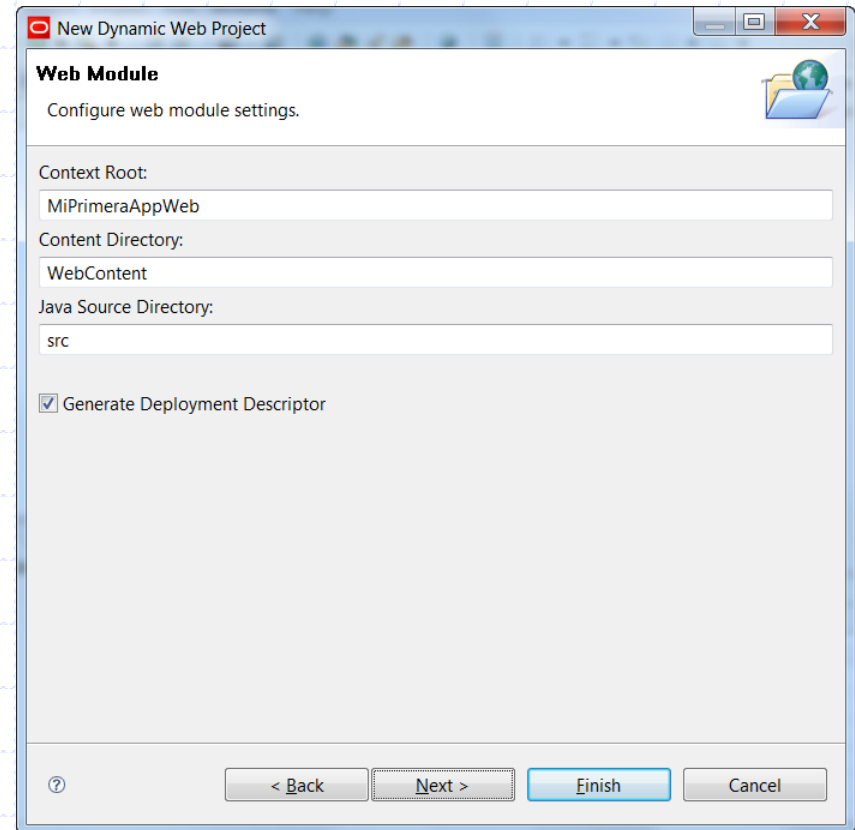 New Dynamic Web Project
Web Module
Configure web module settings.
Context Root:
MiPrimeraAppWeb
Content Directory:
WebContent
Java Source Directory:
src
Generate Deployment Descriptor
< Back Next > Finish Cancel